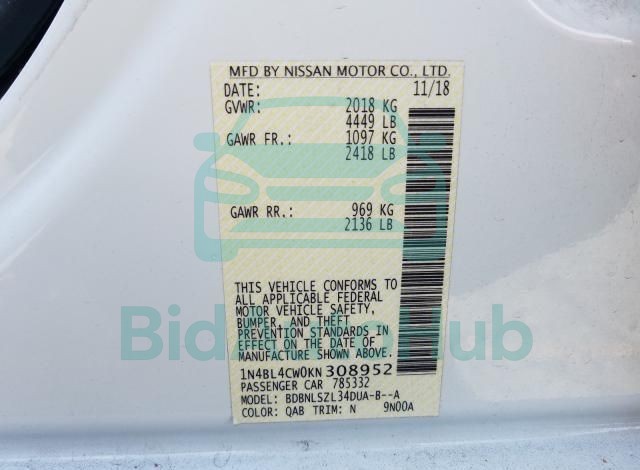 MFD BY NISSAN MOTOR CO., LTD.
DATE: 11/18
GVWR: 2018 KG
4449 LB
GAWR FR.: 1097 KG
2418 LB
GAWR RR.: 969 KG
2136 LB
THIS VEHICLE CONFORMS TO
ALL APPLICABLE FEDERAL
MOTOR VEHICLE SAFETY,
BUMPER, AND THEFT
PREVENTION STANDARDS IN
EFFECT ON THE DATE OF
MANUFACTURE SHOWN ABOVE.
BidAutoHub
1N4BL4CW0KN308952
PASSENGER CAR 785332
MODEL: BDBNLSZL34DUA-B--A
COLOR: QAB TRIM: N 9N00A